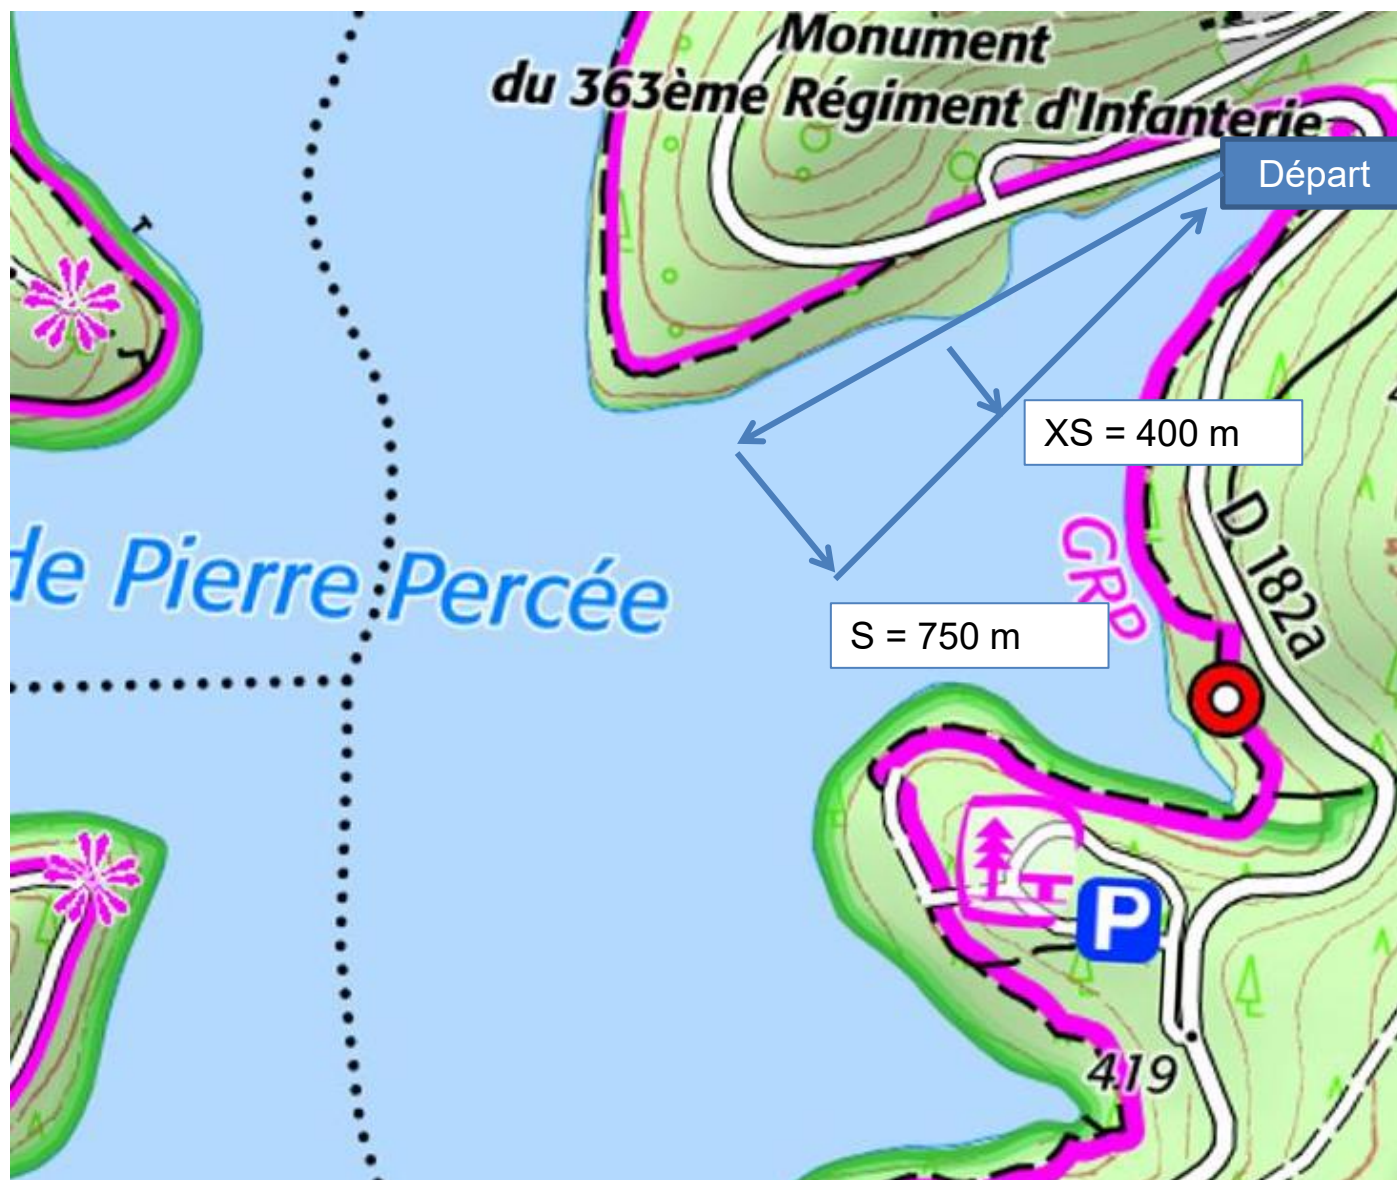 Monument
du 363ème Régiment d'Infanterie
Départ
XS = 400 m
D 182a
de Pierre Percée
GRP
S = 750 m
P
419